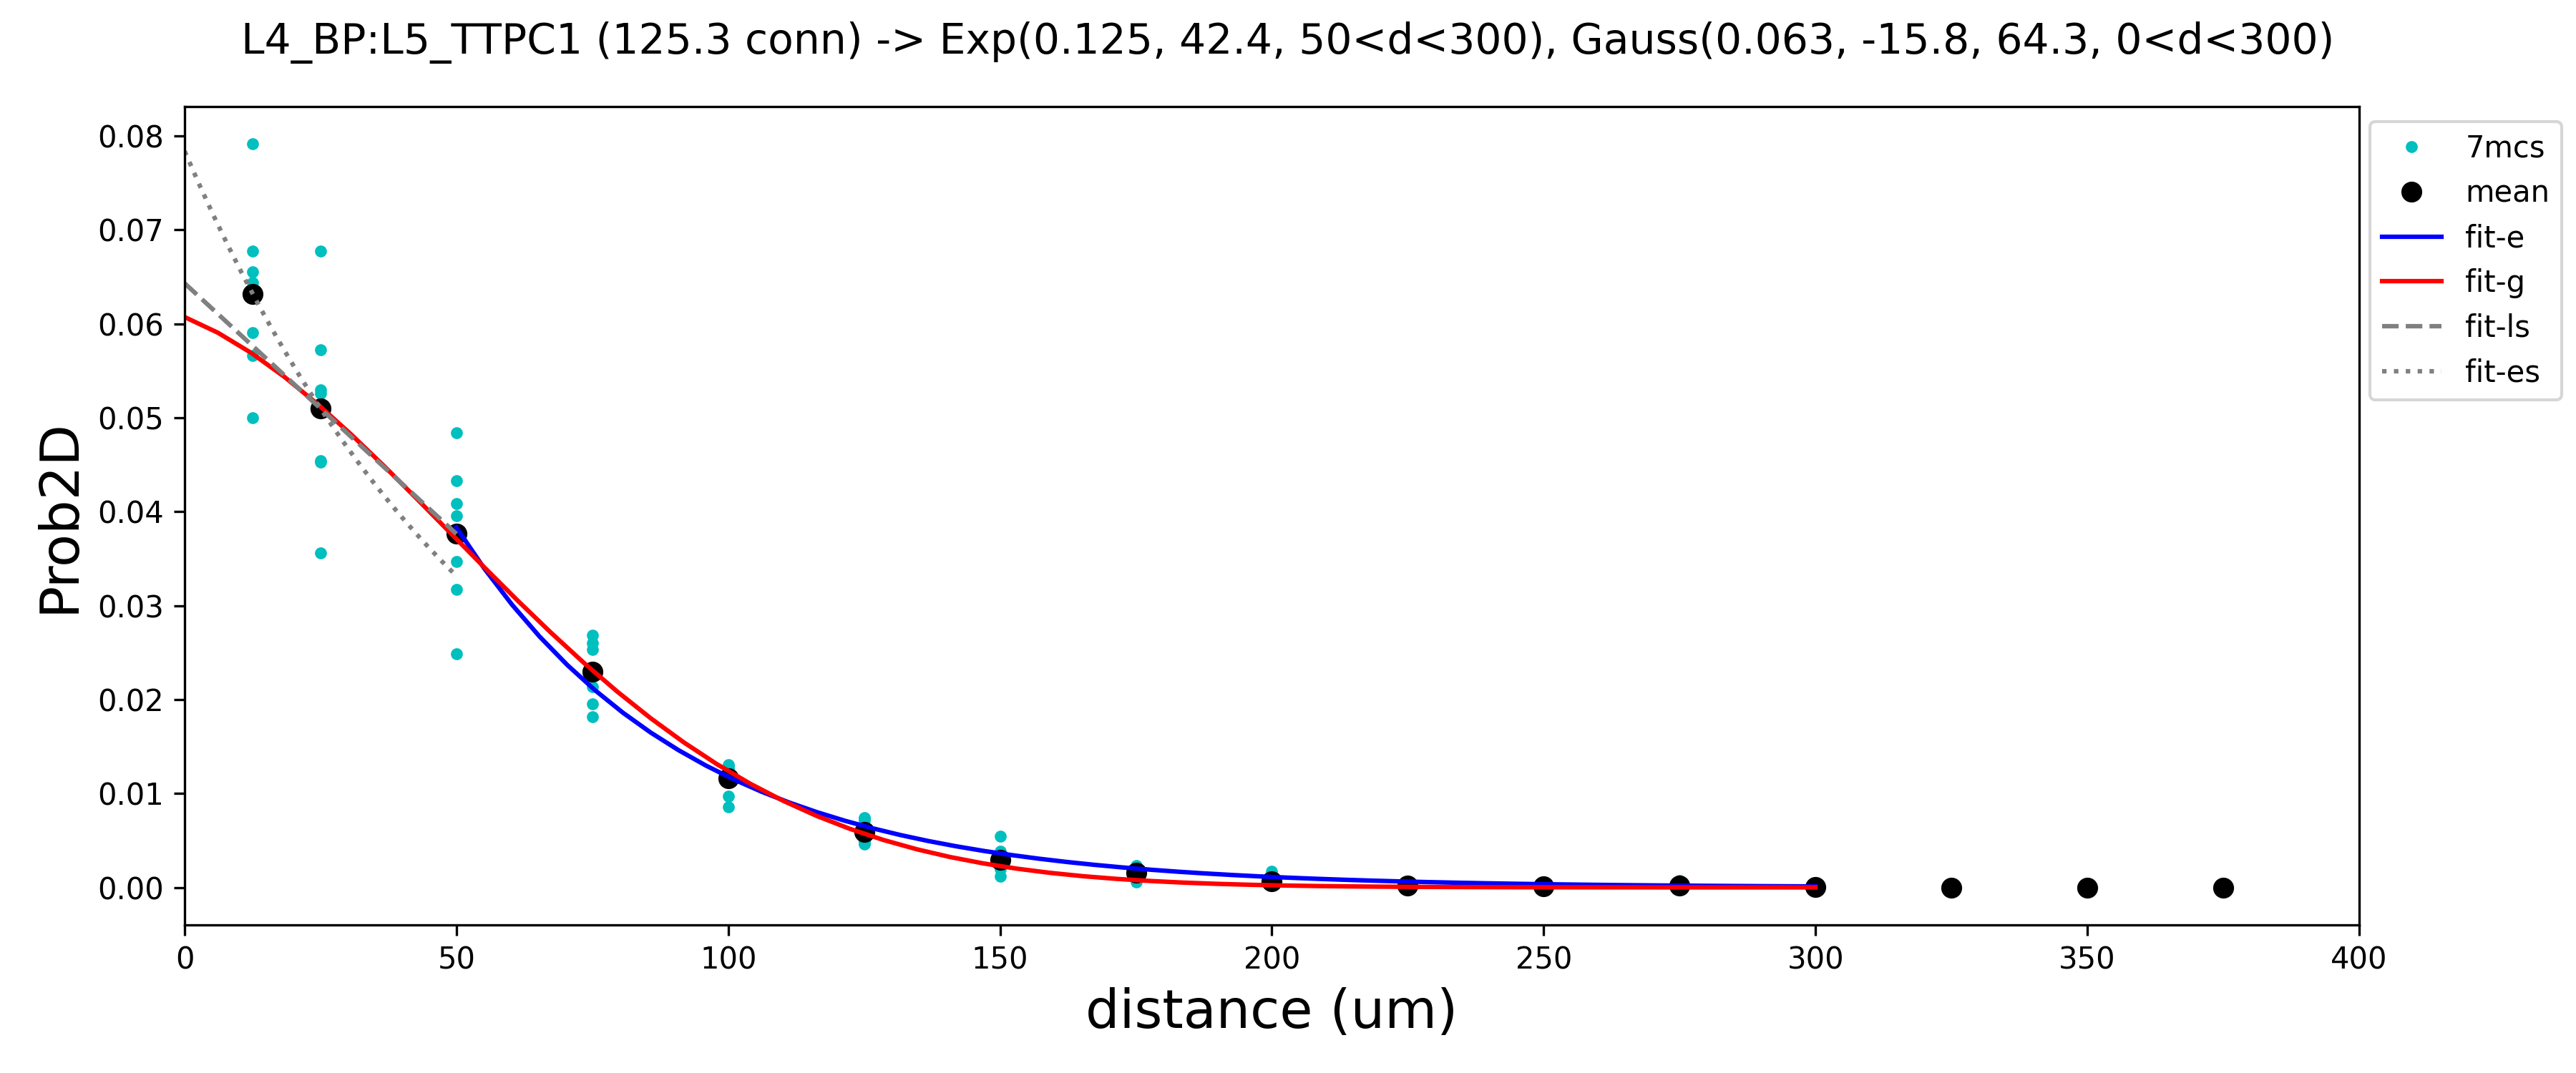 L4_BP:L5_TTPC1 (125.3 conn) -> Exp(0.125, 42.4, 50<d<300), Gauss(0.063, -15.8, 64.3, 0<d<300)
0.08
0.07
0.06
0.05
0.04
0.03
0.02
0.01
0.00
Prob2D
0 50 100 150 200 250 300 350 400
distance (um)
7mcs
mean
fit-e
fit-g
fit-ls
fit-es